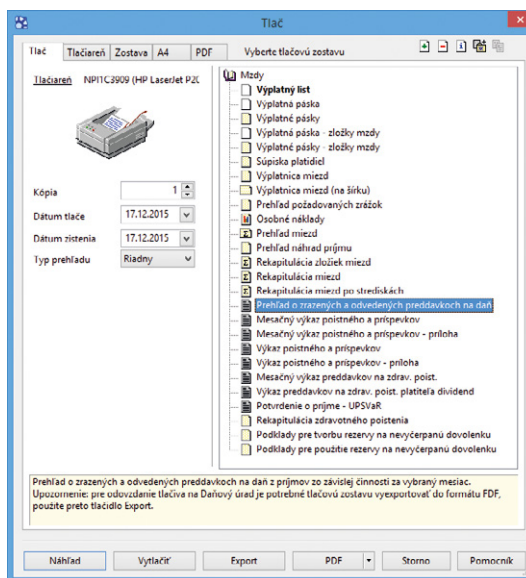 Tlač
Tlač Tlačiareň Zostava A4 PDF Vyberte tlačovú zostavu
Tlačiareň NPI1C3909 (HP LaserJet P20
Kópia 1
Dátum tlače 17.12.2015
Dátum zistenia 17.12.2015
Typ prehľadu Riadny
Mzdy
Výplatný list
Výplatná páska
Výplatné pásky
Výplatná páska - zložky mzdy
Výplatné pásky - zložky mzdy
Súpiska platidiel
Výplatnica miezd
Výplatnica miezd (na šírku)
Prehľad požadovaných zrážok
Osobné náklady
Prehľad miezd
Prehľad náhrad príjmu
Rekapitulácia zložiek miezd
Rekapitulácia miezd
Rekapitulácia miezd po strediskách
Prehľad o zrazených a odvedených preddavkoch na daň
Mesačný výkaz poistného a príspevkov
Mesačný výkaz poistného a príspevkov - príloha
Výkaz poistného a príspevkov
Výkaz poistného a príspevkov - príloha
Mesačný výkaz preddavkov na zdrav. poist.
Výkaz preddavkov na zdrav. poist. platiteľa dividend
Potvrdenie o príjme - UPSVaR
Rekapitulácia zdravotného poistenia
Podklady pre tvorbu rezervy na nevyčerpanú dovolenku
Podklady pre použitie rezervy na nevyčerpanú dovolenku
Prehľad o zrazených a odvedených preddavkoch na daň z príjmov zo závislej činnosti za vybraný mesiac.
Upozornenie: pre odovzdanie tlačiva na Daňový úrad je potrebné tlačovú zostavu vyexportovať do formátu FDF,
použite preto tlačidlo Export.
Náhľad Vytlačiť Export PDF Storno Pomocník